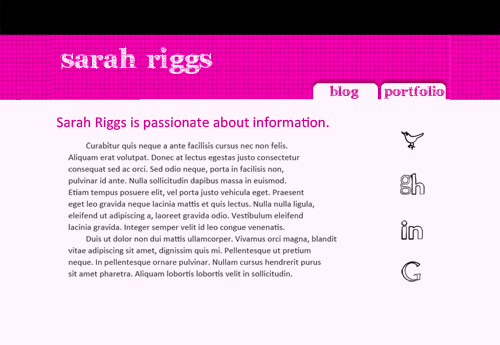 sarah riggs
blog portfolio
Sarah Riggs is passionate about information.
Curabitur quis neque a ante facilisis cursus nec non felis.
Aliquam erat volutpat. Donec at lectus egestas justo consectetur
consequat sed ac orci. Sed odio neque, porta in facilisis non,
pulvinar id ante. Nulla sollicitudin dapibus massa in euismod.
Etiam tempus posuere elit, vel porta justo vehicula eget. Praesent
eget leo gravida neque lacinia mattis et quis lectus. Nulla nulla ligula,
eleifend ut adipiscing a, laoreet gravida odio. Vestibulum eleifend
lacinia gravida. Integer semper velit id leo congue venenatis.
Duis ut dolor non dui mattis ullamcorper. Vivamus orci magna, blandit
vitae adipiscing sit amet, dignissim quis mi. Pellentesque ut pretium
neque. In pellentesque ornare pulvinar. Nullam cursus hendrerit purus
sit amet pharetra. Aliquam lobortis lobortis velit in sollicitudin.
gh
in
G